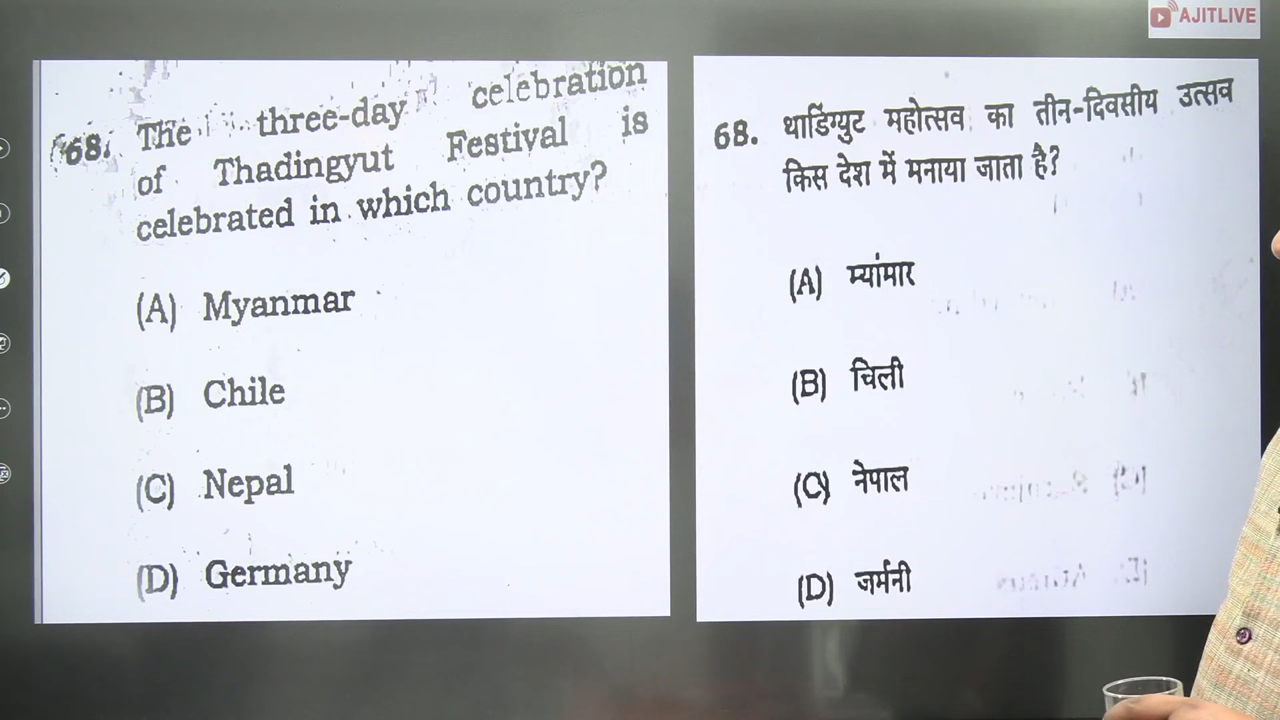 AJITLIVE
68. The three-day celebration
of Thadingyut Festival is
celebrated in which country?
(A) Myanmar
(B) Chile
(C) Nepal
(D) Germany
68. थाडिंग्युट महोत्सव का तीन-दिवसीय उत्सव
किस देश में मनाया जाता है?
(A) म्यांमार
(B) चिली
(C) नेपाल
(D) जर्मनी